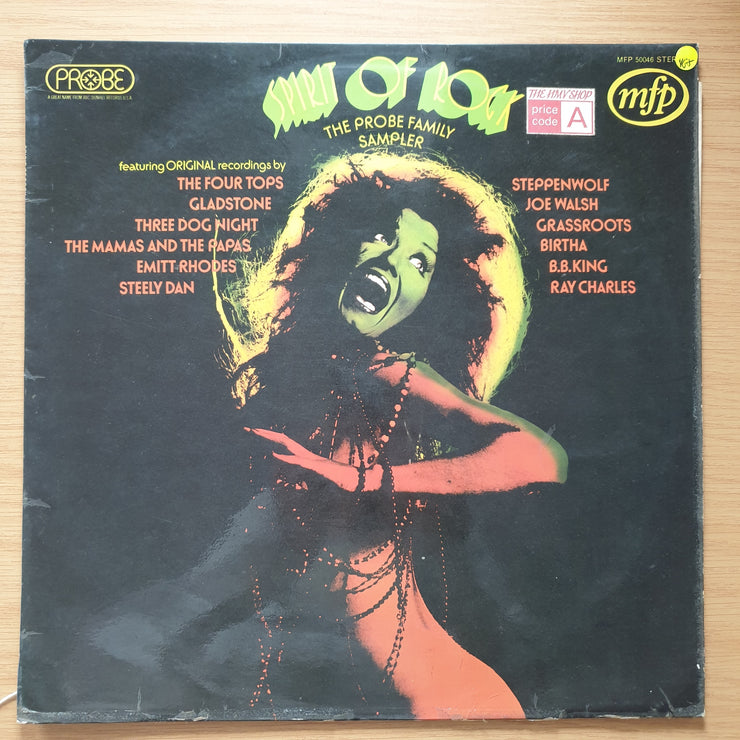 PROBE
A GREAT NAME FROM ABC DUNHILL RECORDS U.S.A.
SPIRIT OF ROCK
THE PROBE FAMILY
SAMPLER
MFP 50046 STER
VG+
mfp
THE HMV SHOP
price
code
A
featuring ORIGINAL recordings by
THE FOUR TOPS
GLADSTONE
THREE DOG NIGHT
THE MAMAS AND THE PAPAS
EMITT RHODES
STEELY DAN
STEPPENWOLF
JOE WALSH
GRASSROOTS
BIRTHA
B.B.KING
RAY CHARLES